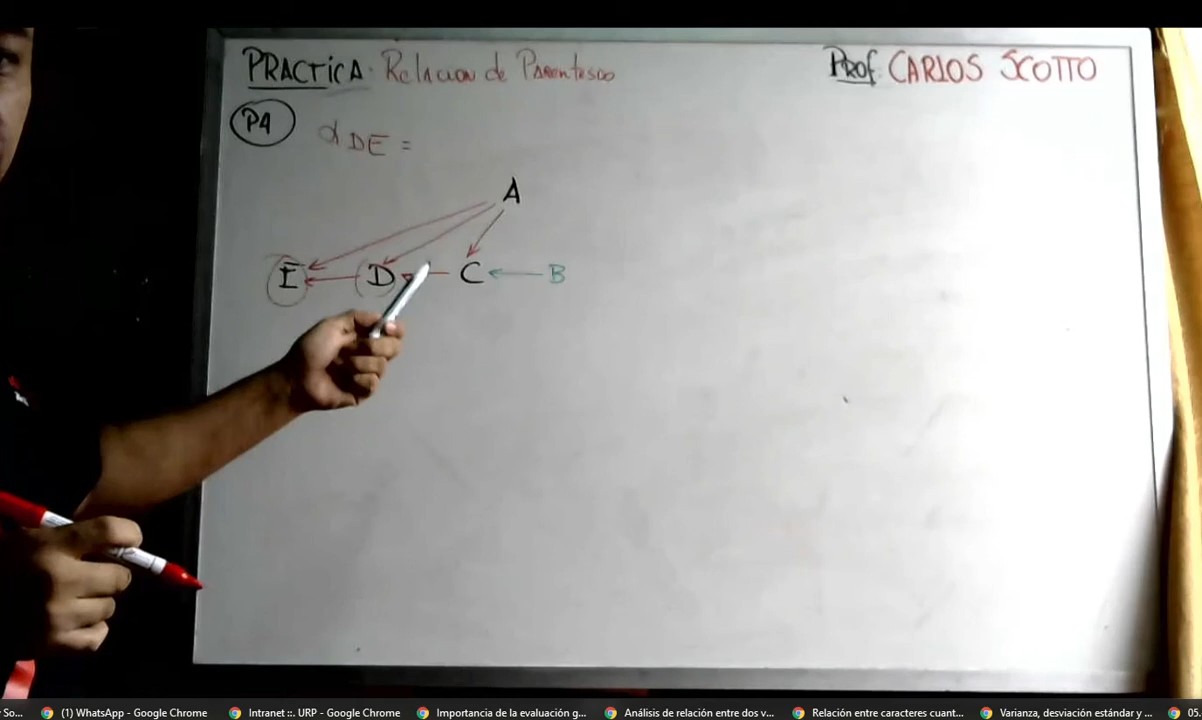 PRACTICA: Relacion de Parentesco
PROF. CARLOS SCOTTO
P4
α DE =
A
E D C B
(1) WhatsApp - Google Chrome
Intranet ::. URP - Google Chrome
Importancia de la evaluación g...
Análisis de relación entre dos v...
Relación entre caracteres cuant...
Varianza, desviación estándar y ...